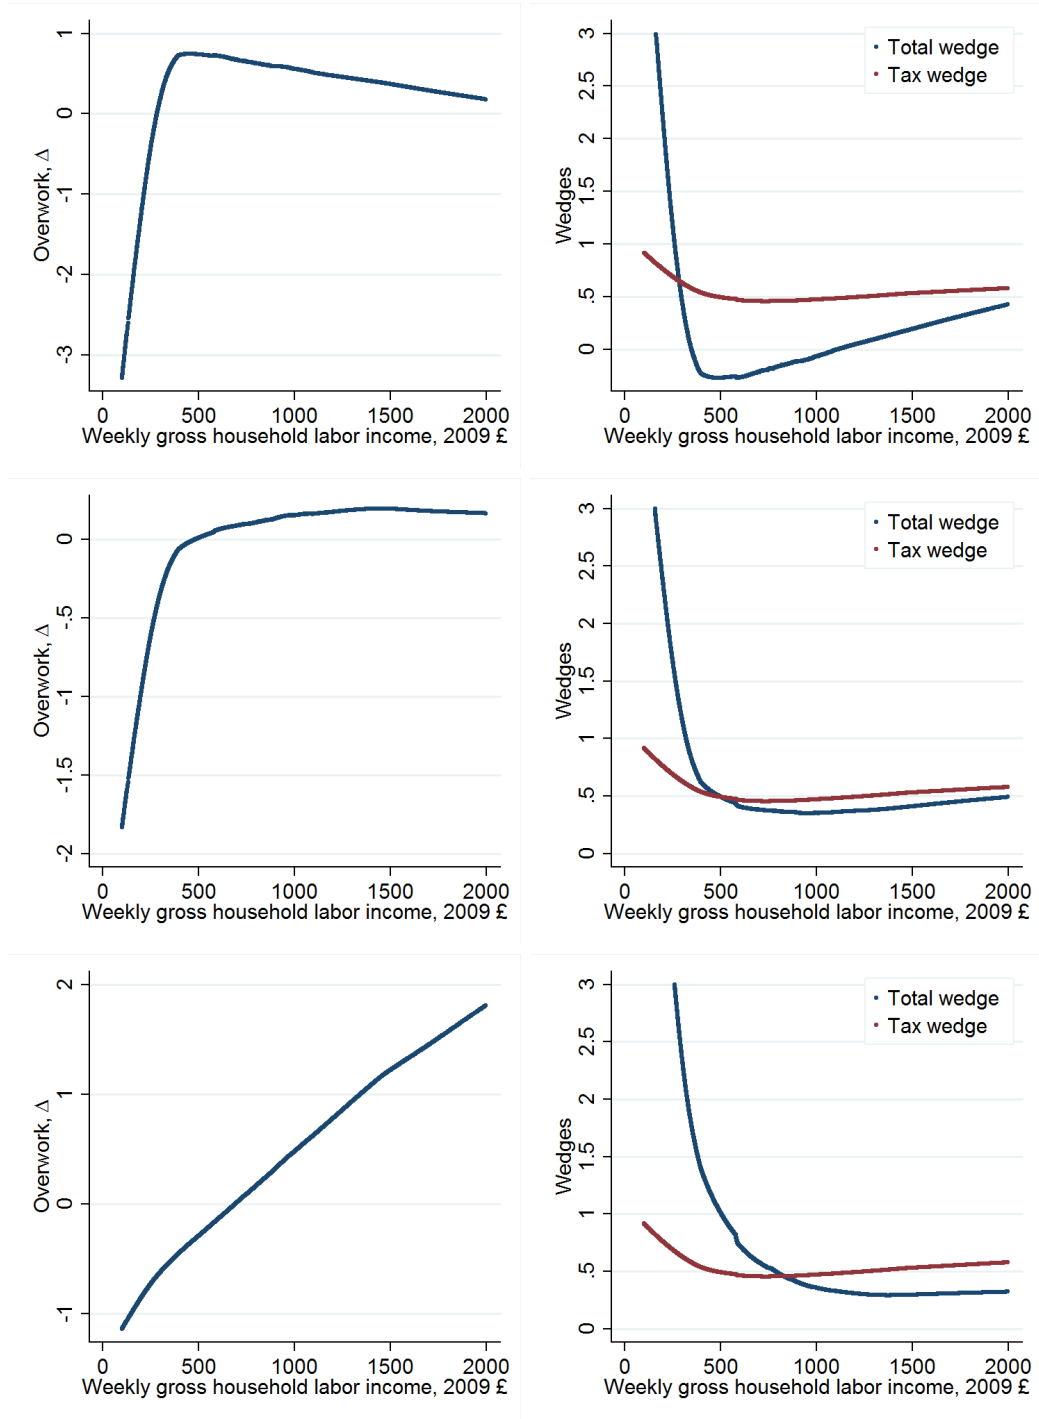 Overwork, Δ
1
0
-1
-2
-3
0 500 1000 1500 2000
Weekly gross household labor income, 2009 £
Wedges
3
2.5
2
1.5
1
.5
0
Total wedge
Tax wedge
0 500 1000 1500 2000
Weekly gross household labor income, 2009 £
Overwork, Δ
0
-.5
-1
-1.5
-2
0 500 1000 1500 2000
Weekly gross household labor income, 2009 £
Wedges
3
2.5
2
1.5
1
.5
0
Total wedge
Tax wedge
0 500 1000 1500 2000
Weekly gross household labor income, 2009 £
Overwork, Δ
2
1
0
-1
0 500 1000 1500 2000
Weekly gross household labor income, 2009 £
Wedges
3
2.5
2
1.5
1
.5
0
Total wedge
Tax wedge
0 500 1000 1500 2000
Weekly gross household labor income, 2009 £